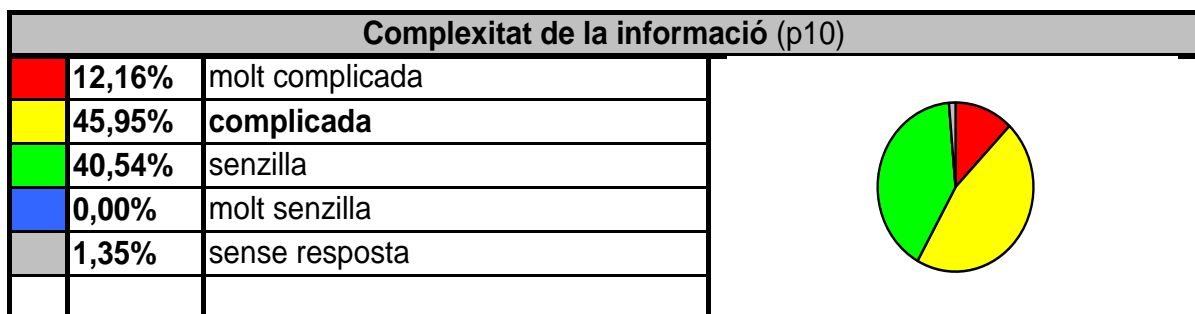 Complexitat de la informació (p10)
12,16% molt complicada
45,95% complicada
40,54% senzilla
0,00% molt senzilla
1,35% sense resposta